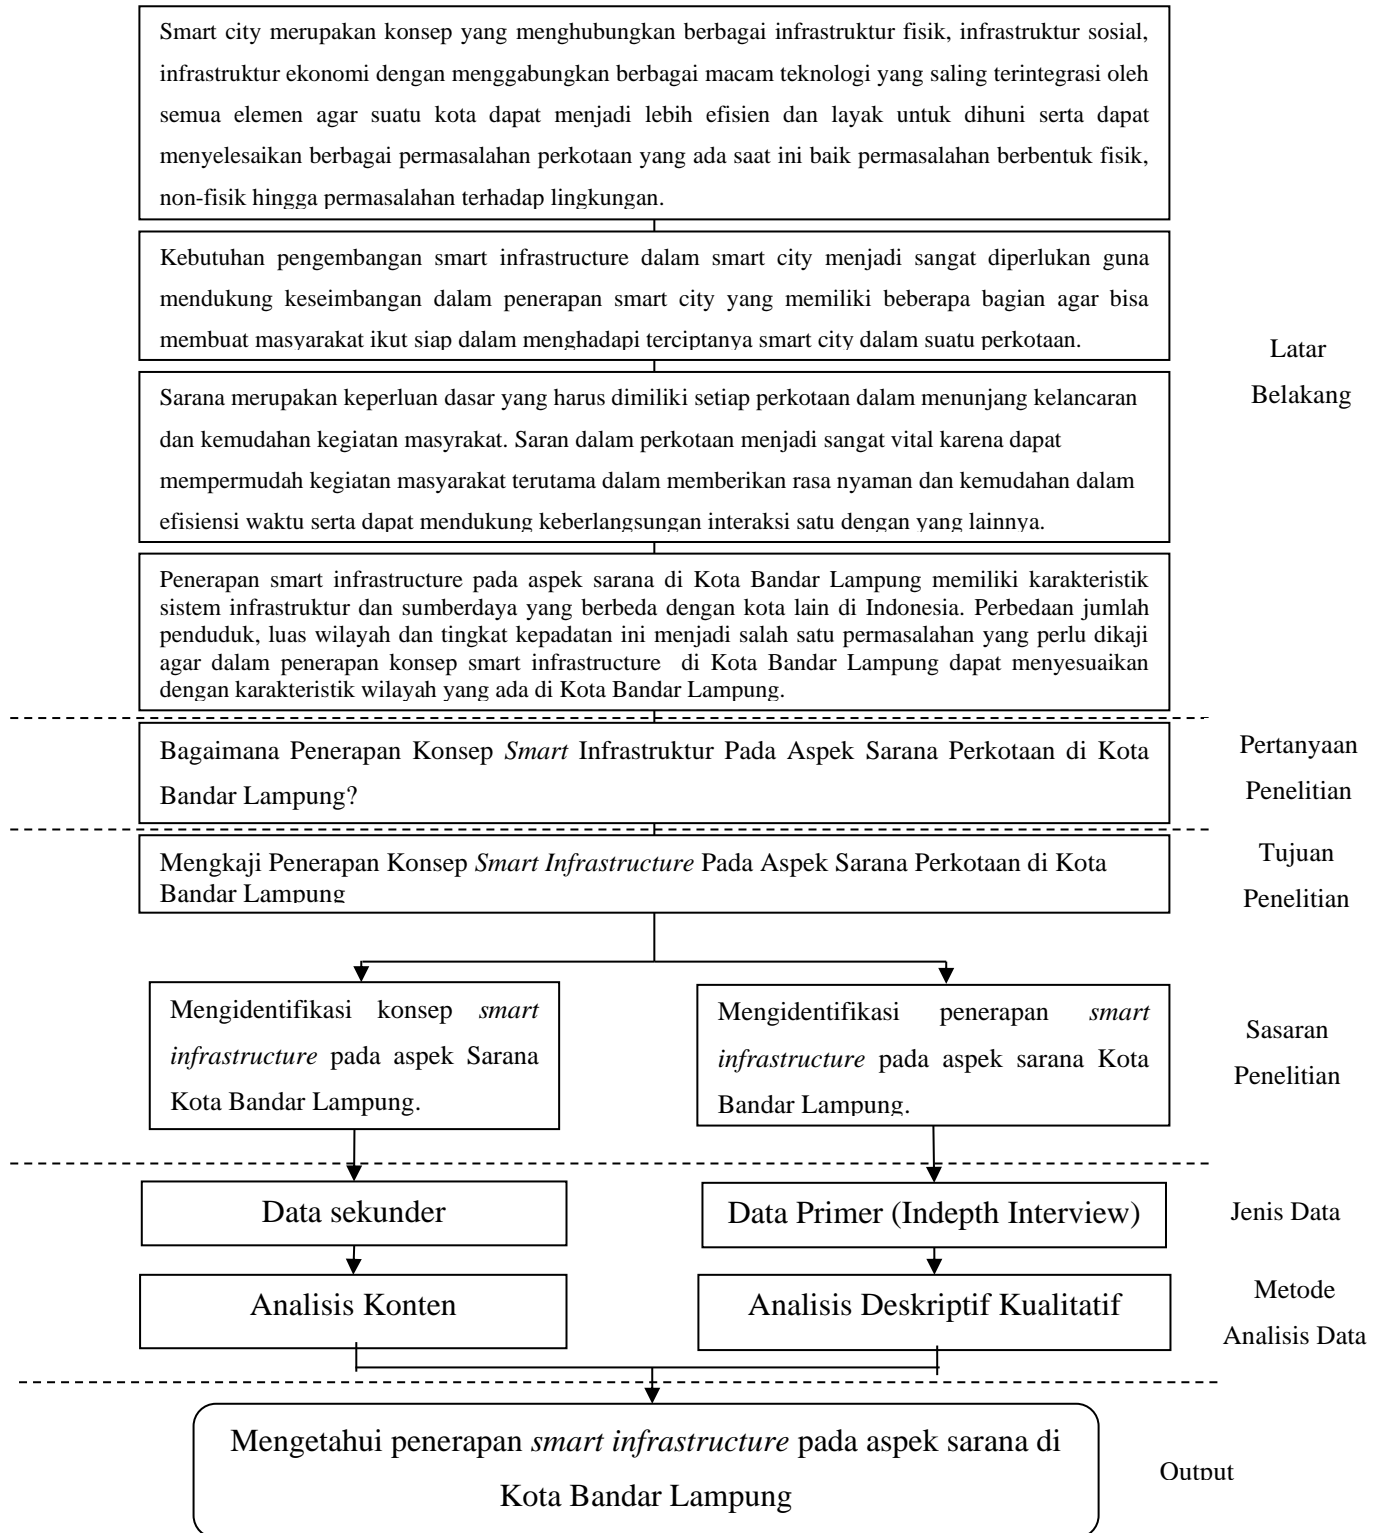 Smart city merupakan konsep yang menghubungkan berbagai infrastruktur fisik, infrastruktur sosial,
infrastruktur ekonomi dengan menggabungkan berbagai macam teknologi yang saling terintegrasi oleh
semua elemen agar suatu kota dapat menjadi lebih efisien dan layak untuk dihuni serta dapat
menyelesaikan berbagai permasalahan perkotaan yang ada saat ini baik permasalahan berbentuk fisik,
non-fisik hingga permasalahan terhadap lingkungan.
Kebutuhan pengembangan smart infrastructure dalam smart city menjadi sangat diperlukan guna
mendukung keseimbangan dalam penerapan smart city yang memiliki beberapa bagian agar bisa
membuat masyarakat ikut siap dalam menghadapi terciptanya smart city dalam suatu perkotaan.
Sarana merupakan keperluan dasar yang harus dimiliki setiap perkotaan dalam menunjang kelancaran
dan kemudahan kegiatan masyrakat. Saran dalam perkotaan menjadi sangat vital karena dapat
mempermudah kegiatan masyarakat terutama dalam memberikan rasa nyaman dan kemudahan dalam
efisiensi waktu serta dapat mendukung keberlangsungan interaksi satu dengan yang lainnya.
Penerapan smart infrastructure pada aspek sarana di Kota Bandar Lampung memiliki karakteristik
sistem infrastruktur dan sumberdaya yang berbeda dengan kota lain di Indonesia. Perbedaan jumlah
penduduk, luas wilayah dan tingkat kepadatan ini menjadi salah satu permasalahan yang perlu dikaji
agar dalam penerapan konsep smart infrastructure di Kota Bandar Lampung dapat menyesuaikan
dengan karakteristik wilayah yang ada di Kota Bandar Lampung.
Latar
Belakang
Bagaimana Penerapan Konsep Smart Infrastruktur Pada Aspek Sarana Perkotaan di Kota
Bandar Lampung?
Pertanyaan
Penelitian
Mengkaji Penerapan Konsep Smart Infrastructure Pada Aspek Sarana Perkotaan di Kota
Bandar Lampung
Tujuan
Penelitian
Mengidentifikasi konsep smart
infrastructure pada aspek Sarana
Kota Bandar Lampung.
Mengidentifikasi penerapan smart
infrastructure pada aspek sarana Kota
Bandar Lampung.
Sasaran
Penelitian
Data sekunder
Data Primer (Indepth Interview)
Jenis Data
Analisis Konten
Analisis Deskriptif Kualitatif
Metode
Analisis Data
Mengetahui penerapan smart infrastructure pada aspek sarana di
Kota Bandar Lampung
Output